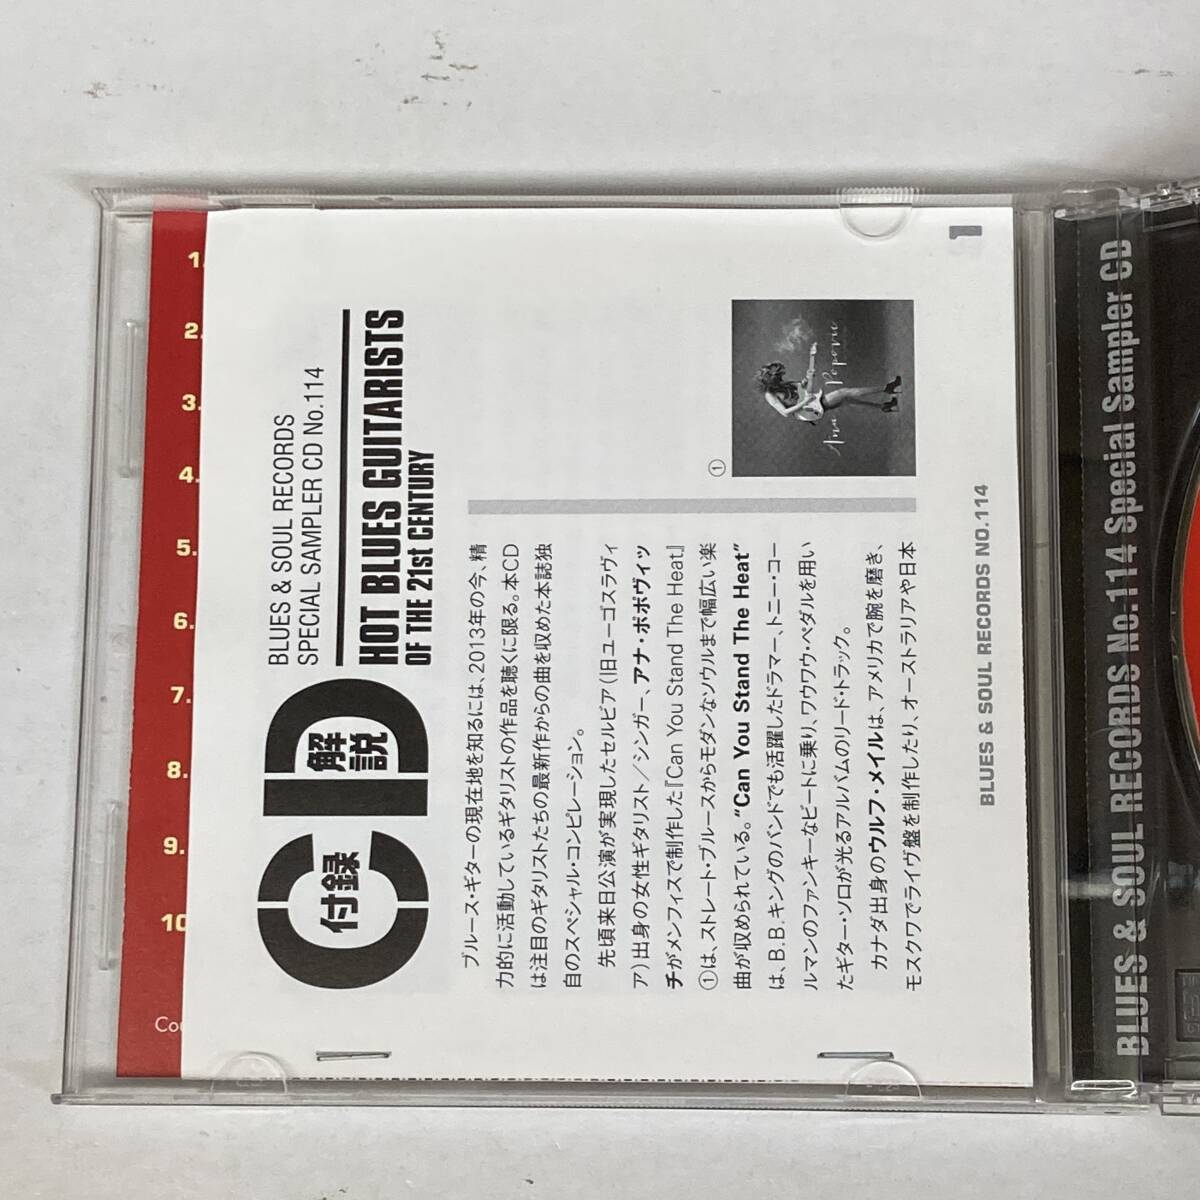 付録
CD
解説
BLUES & SOUL RECORDS
SPECIAL SAMPLER CD No.114
HOT BLUES GUITARISTS
OF THE 21st CENTURY
ブルース・ギターの現在地を知るには、2013年の今、精
力的に活動しているギタリストの作品を聴くに限る。本CD
は注目のギタリストたちの最新作からの曲を収めた本誌独
自のスペシャル・コンピレーション。
先頃来日公演が実現したセルビア（旧ユーゴスラヴィ
ア）出身の女性ギタリスト／シンガー、アナ・ポポヴィッ
チがメンフィスで制作した『Can You Stand The Heat』
①は、ストレート・ブルースからモダンなソウルまで幅広い楽
曲が収められている。“Can You Stand The Heat”
は、B.B.キングのバンドでも活躍したドラマー、トニー・コー
ルマンのファンキーなビートに乗り、ワウワウ・ペダルを用い
たギター・ソロが光るアルバムのリード・トラック。
カナダ出身のウルフ・メイルは、アメリカで腕を磨き、
モスクワでライヴ盤を制作したり、オーストラリアや日本
①
Ana Popovic
BLUES & SOUL RECORDS NO.114
1
1.
2.
3.
4.
5.
6.
7.
8.
9.
10
Cou
BLUES & SOUL RECORDS No.114 Special Sampler CD